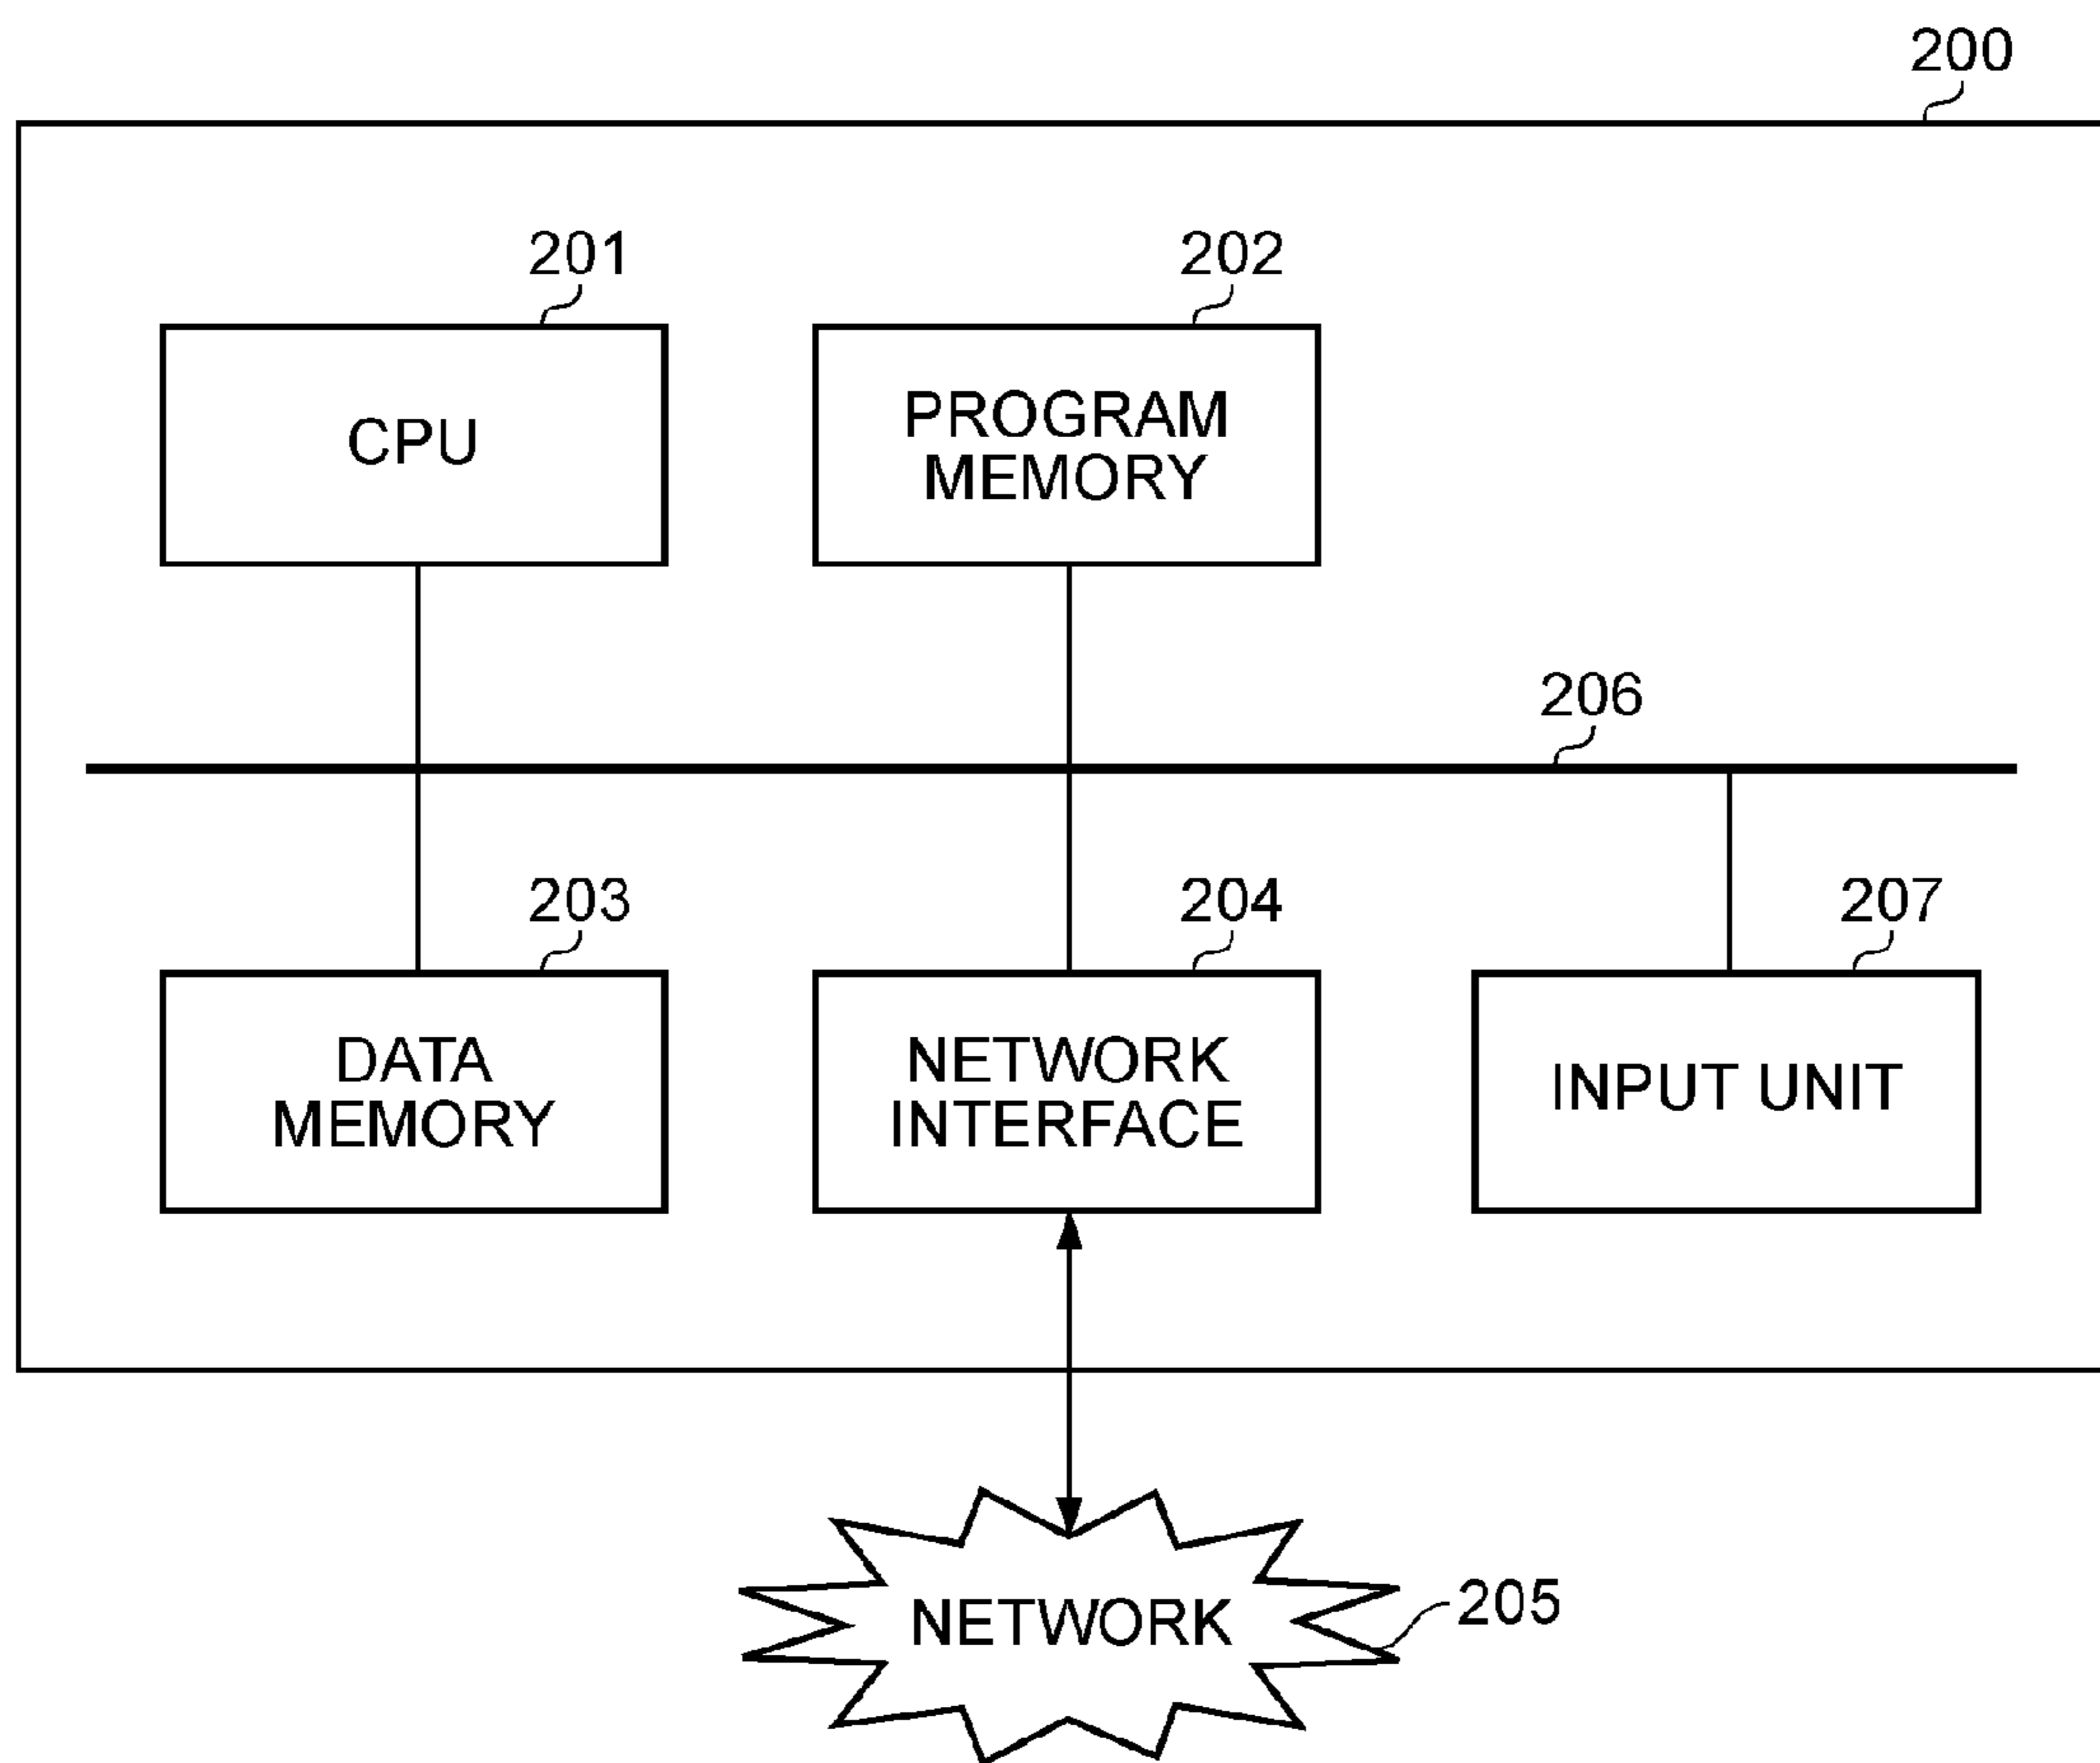 200
201
202
CPU
PROGRAM
MEMORY
206
203
204
207
DATA
MEMORY
NETWORK
INTERFACE
INPUT UNIT
NETWORK
205